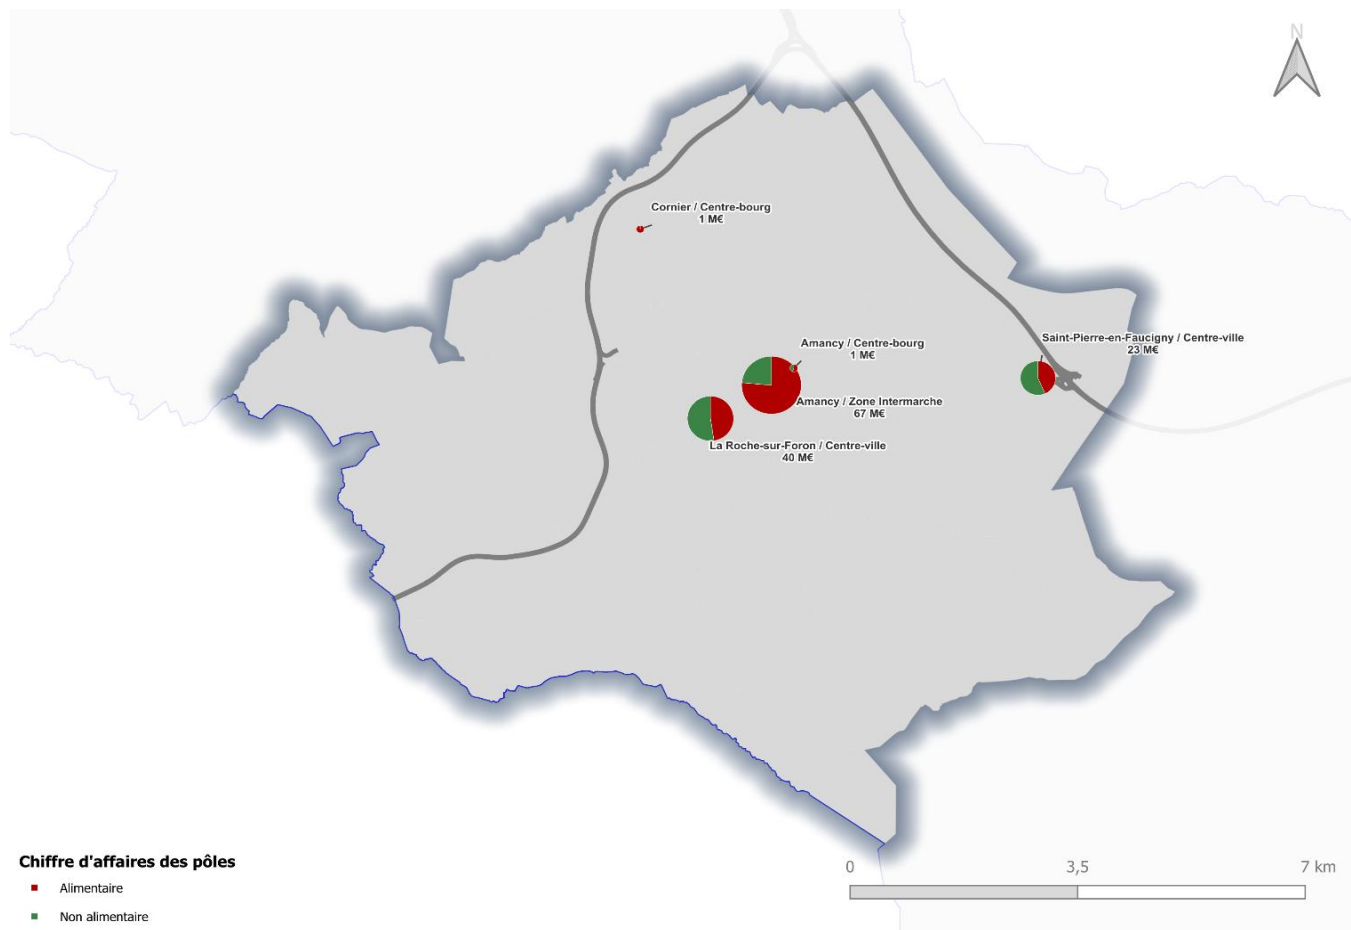 N
Cornier / Centre-bourg
1 M€
Saint-Pierre-en-Faucigny / Centre-ville
23 M€
Amancy / Centre-bourg
1 M€
Amancy / Zone Intermarche
67 M€
La Roche-sur-Foron / Centre-ville
40 M€
Chiffre d'affaires des pôles
Alimentaire
Non alimentaire
0 3,5 7 km